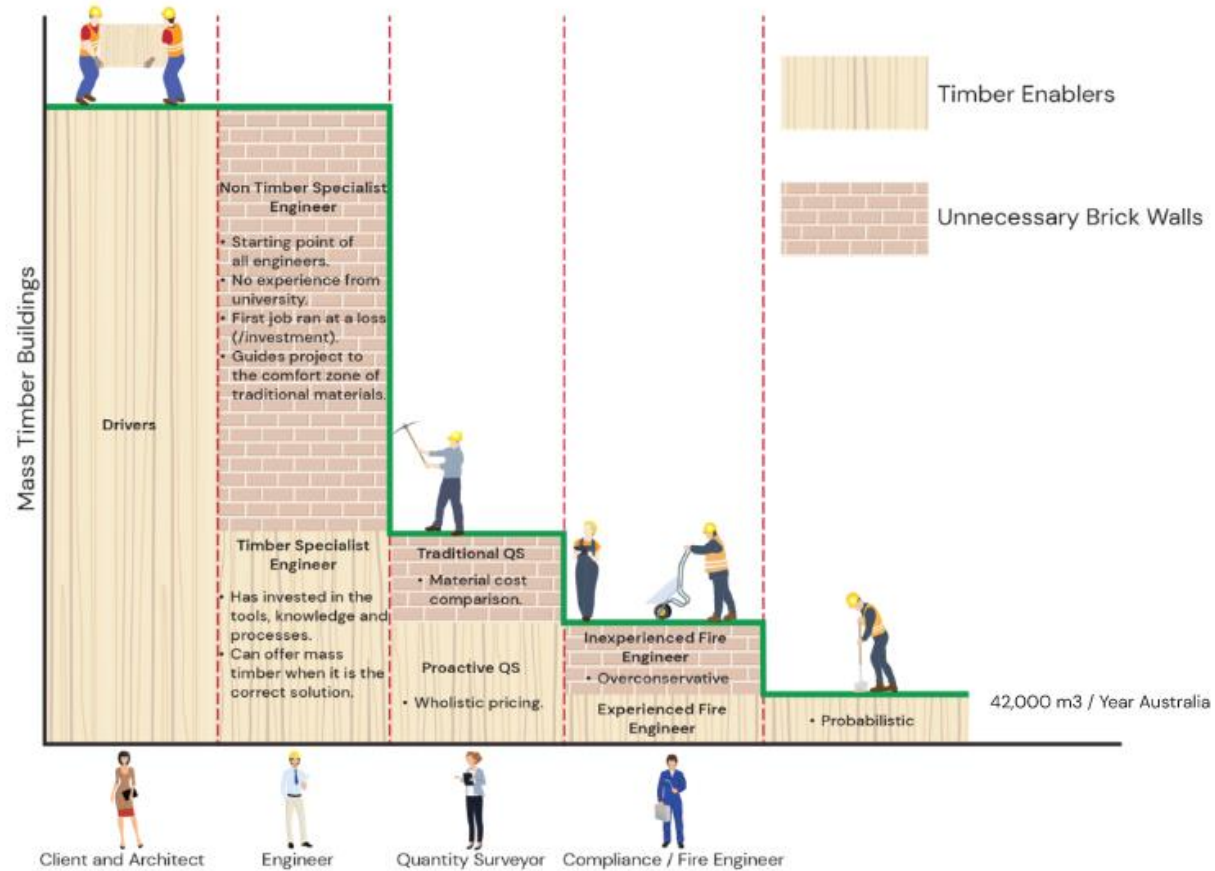 Timber Enablers
Unnecessary Brick Walls
Mass Timber Buildings
Drivers
Non Timber Specialist
Engineer
• Starting point of
all engineers.
• No experience from
university.
• First job ran at a loss
(/investment).
• Guides project to
the comfort zone of
traditional materials.
Timber Specialist
Engineer
• Has invested in the
tools, knowledge and
processes.
• Can offer mass
timber when it is the
correct solution.
Traditional QS
• Material cost
comparison.
Proactive QS
• Wholistic pricing.
Inexperienced Fire
Engineer
• Overconservative
Experienced Fire
Engineer
• Probabilistic
42,000 m3 / Year Australia
Client and Architect
Engineer
Quantity Surveyor
Compliance / Fire Engineer